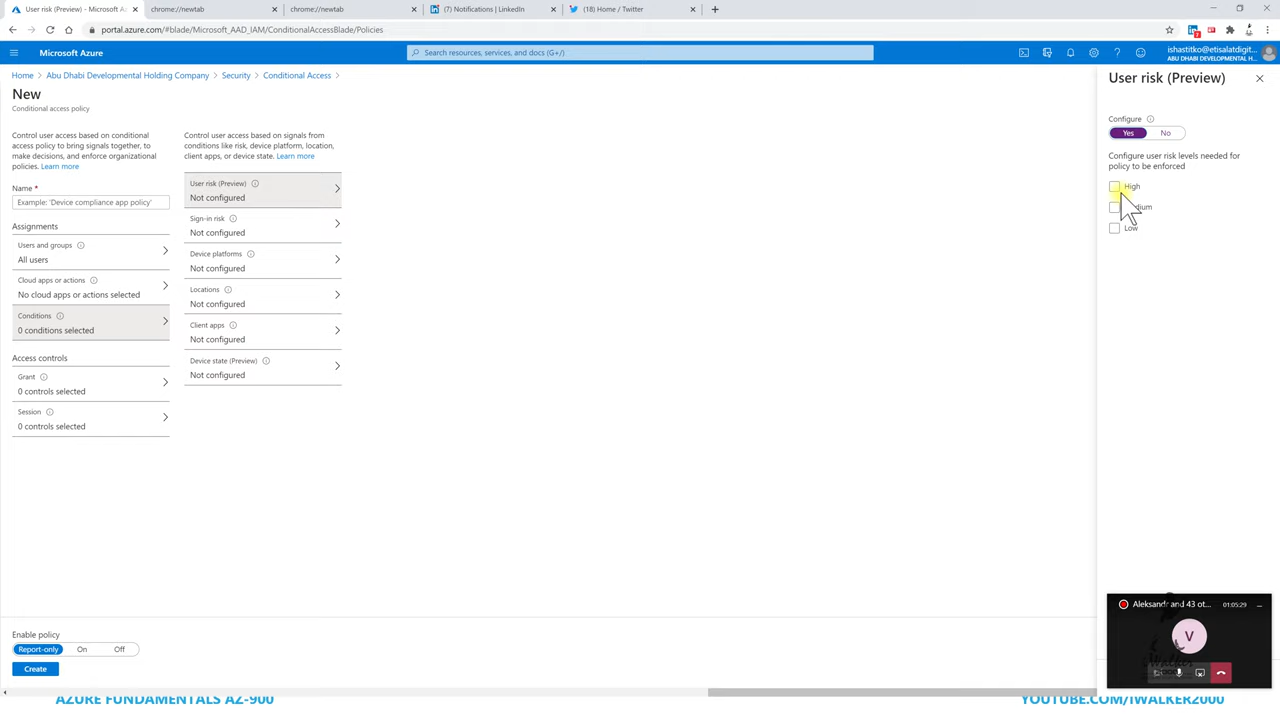 User risk (Preview) - Microsoft Az
chrome://newtab
chrome://newtab
(7) Notifications | LinkedIn
(18) Home / Twitter
portal.azure.com/#blade/Microsoft_AAD_IAM/ConditionalAccessBlade/Policies
Microsoft Azure
Search resources, services, and docs (G+/)
ishastitko@etisalatdigit...
ABU DHABI DEVELOPMENTAL H...
Home > Abu Dhabi Developmental Holding Company > Security > Conditional Access >
New
Conditional access policy
Control user access based on conditional
access policy to bring signals together, to
make decisions, and enforce organizational
policies. Learn more
Name *
Example: 'Device compliance app policy'
Assignments
Users and groups
All users
Cloud apps or actions
No cloud apps or actions selected
Conditions
0 conditions selected
Access controls
Grant
0 controls selected
Session
0 controls selected
Control user access based on signals from
conditions like risk, device platform, location,
client apps, or device state. Learn more
User risk (Preview)
Not configured
Sign-in risk
Not configured
Device platforms
Not configured
Locations
Not configured
Client apps
Not configured
Device state (Preview)
Not configured
User risk (Preview)
Configure
Yes
No
Configure user risk levels needed for
policy to be enforced
High
dium
Low
Enable policy
Report-only
On
Off
Create
Aleksandr and 43 ot...
01:05:29
V
AZURE FUNDAMENTALS AZ-900
YOUTUBE.COM/IWALKER2000